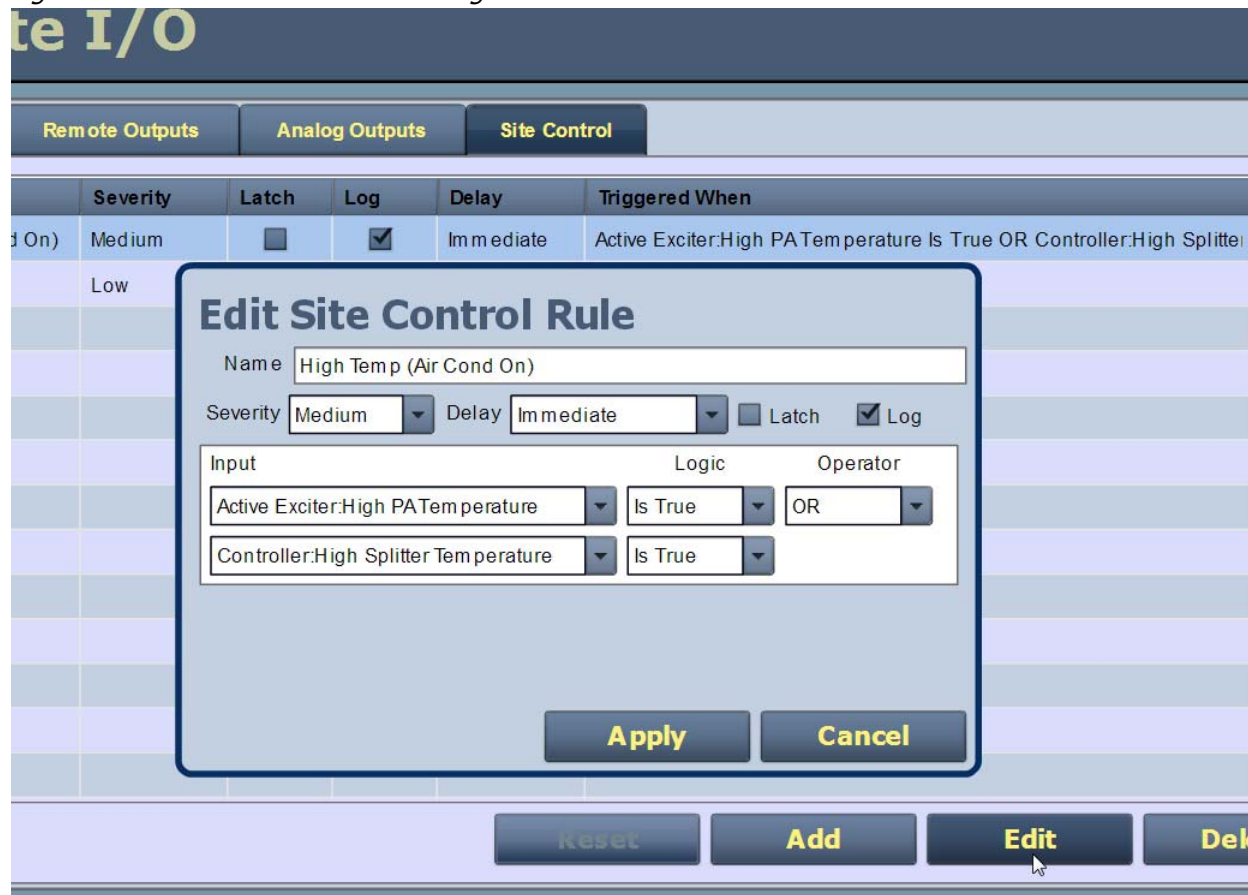 te I/O
Remote Outputs Analog Outputs Site Control
Severity Latch Log Delay Triggered When
d On) Medium Immediate Active Exciter:High PA Temperature Is True OR Controller:High Splitter
Low
Edit Site Control Rule
Name High Temp (Air Cond On)
Severity Medium Delay Immediate Latch Log
Input Logic Operator
Active Exciter:High PA Temperature Is True OR
Controller:High Splitter Temperature Is True
Apply Cancel
Reset Add Edit Del